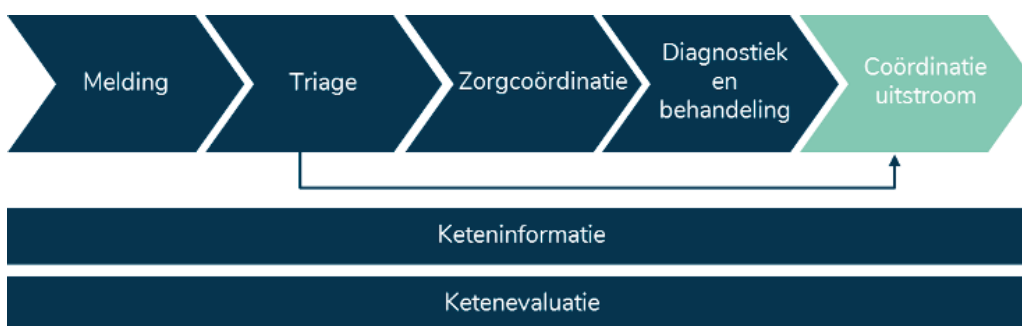 Melding
Triage
Zorgcoördinatie
Diagnostiek
en
behandeling
Coördinatie
uitstroom
Keteninformatie
Ketenevaluatie